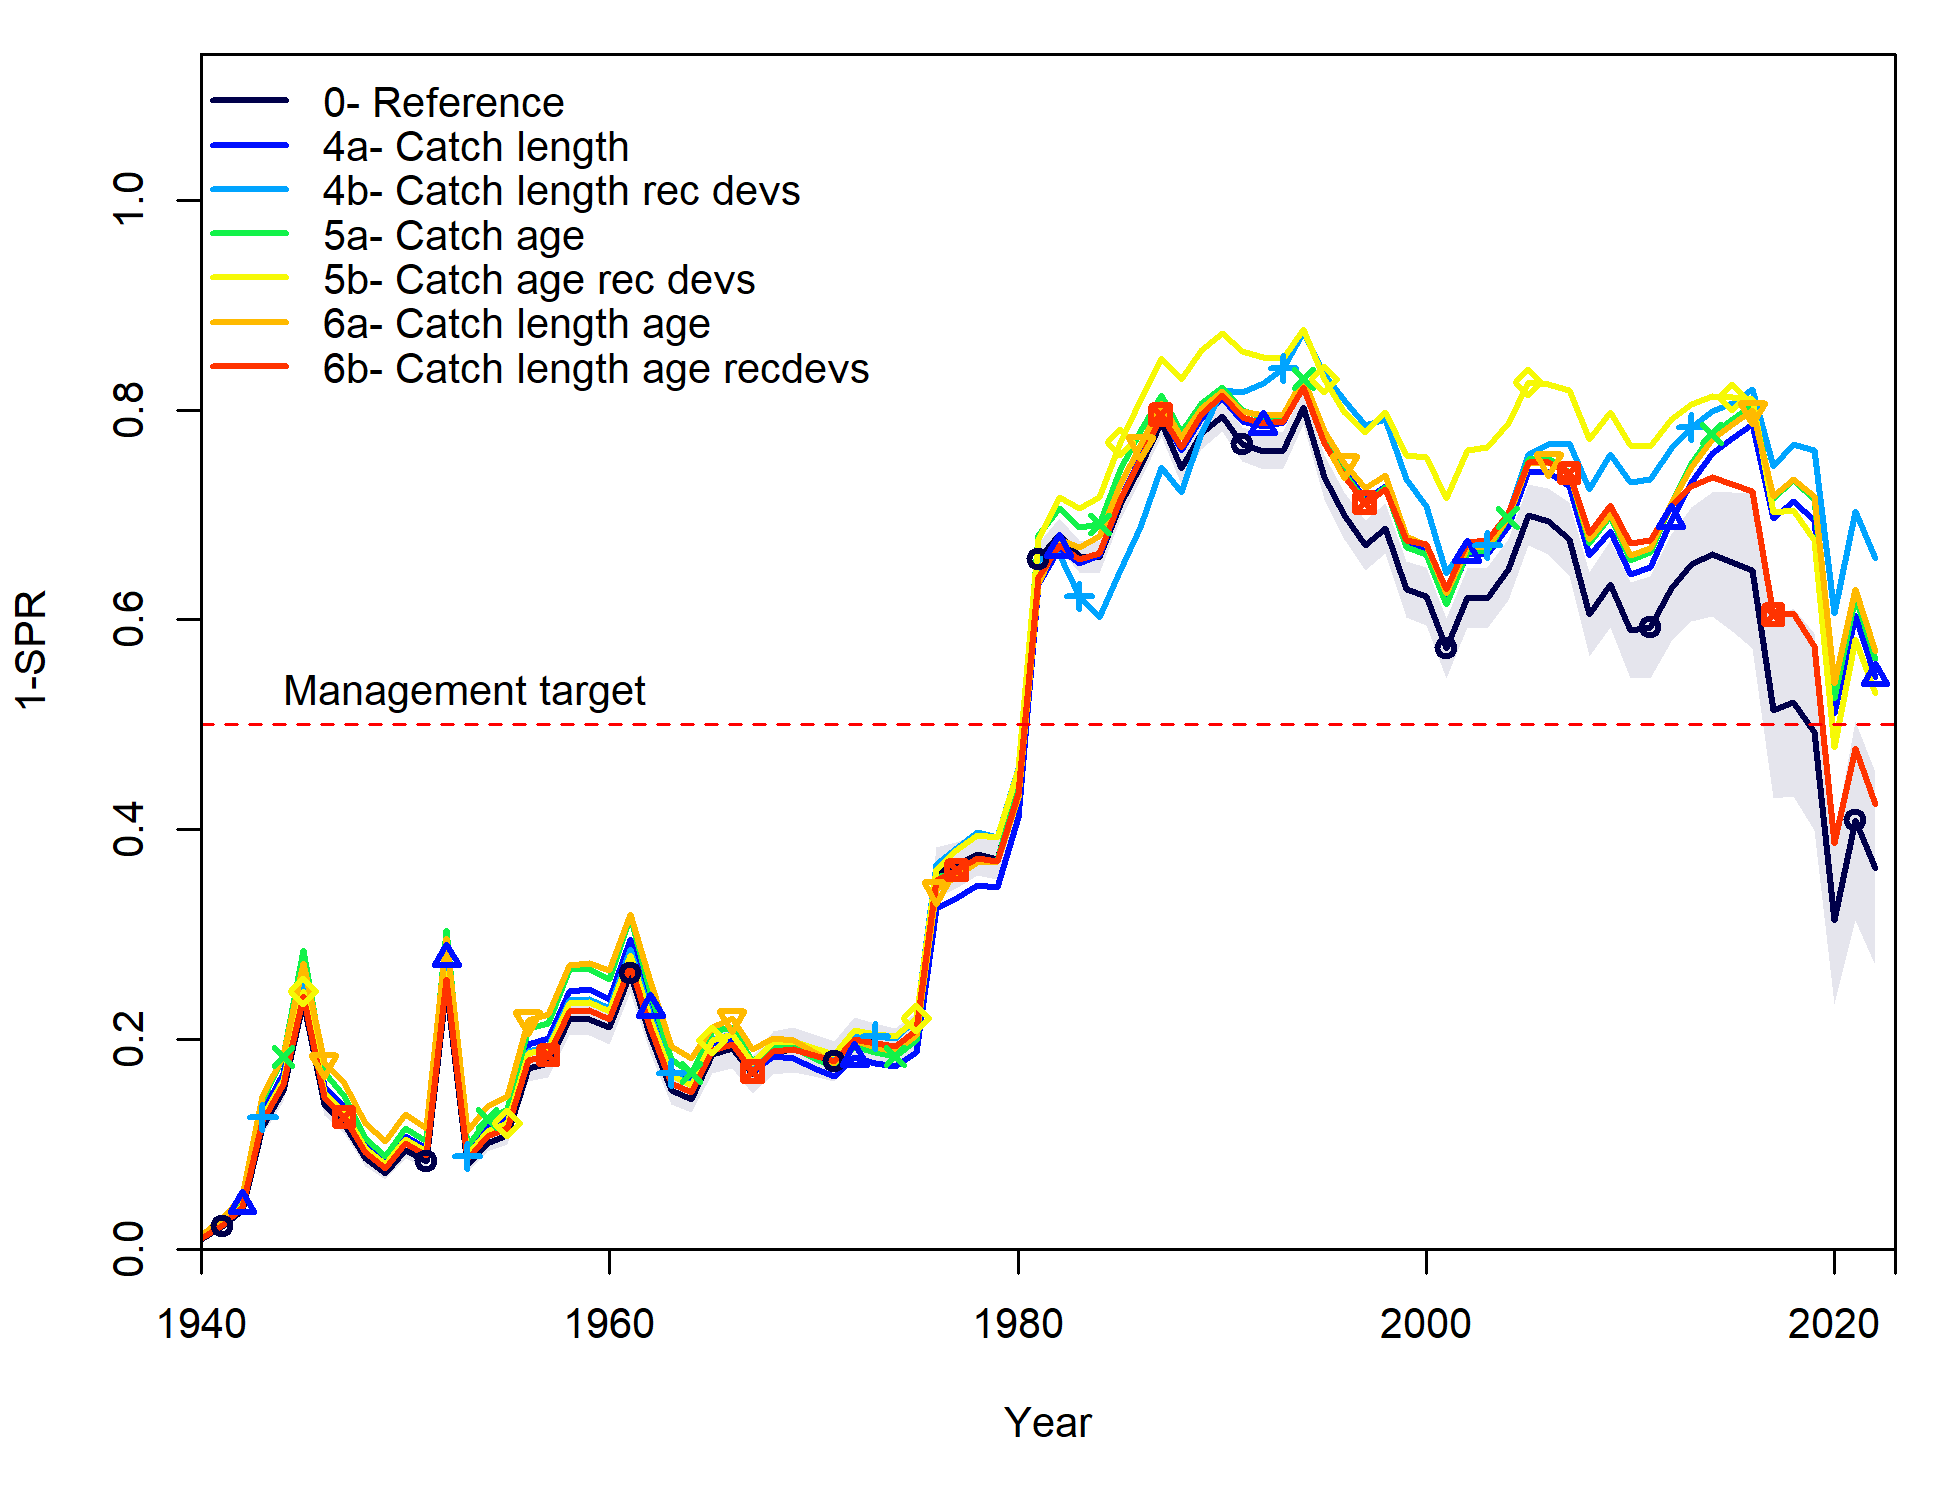 0- Reference
4a- Catch length
4b- Catch length rec devs
5a- Catch age
5b- Catch age rec devs
6a- Catch length age
6b- Catch length age recdevs
1.0
0.8
0.6
0.4
0.2
0.0
1-SPR
Management target
1940 1960 1980 2000 2020
Year